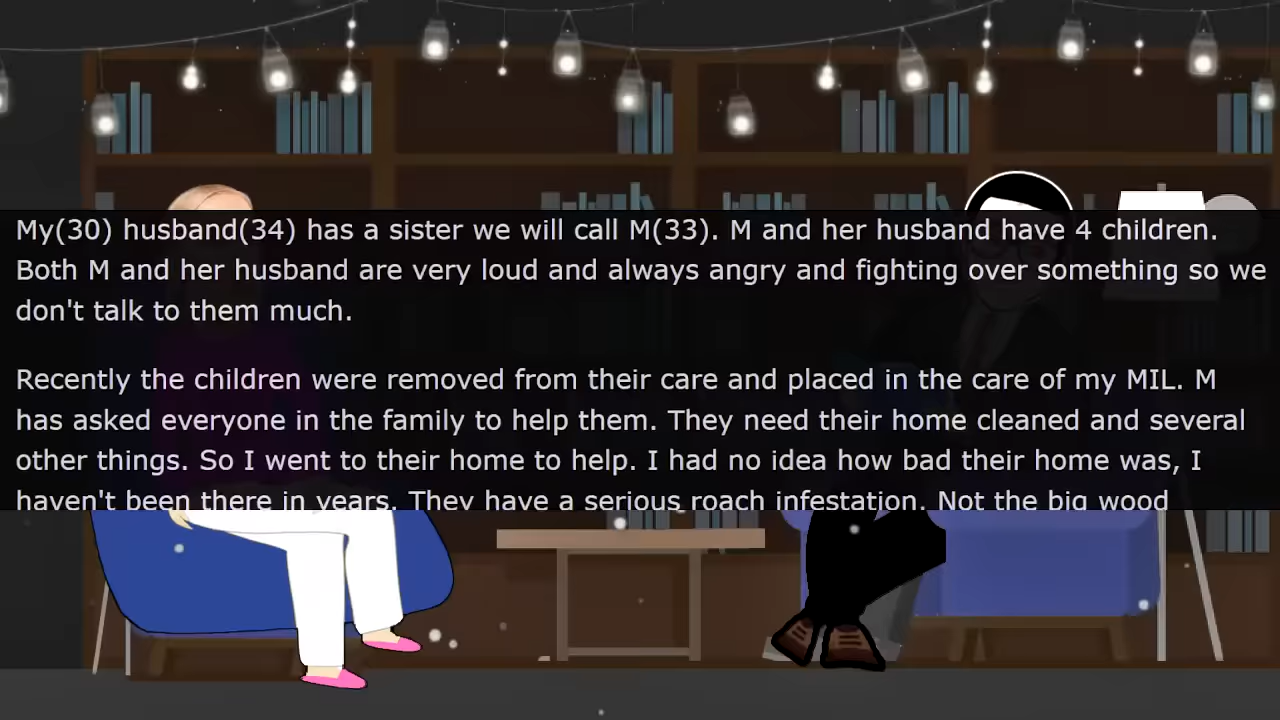 My(30) husband(34) has a sister we will call M(33). M and her husband have 4 children.
Both M and her husband are very loud and always angry and fighting over something so we
don't talk to them much.
Recently the children were removed from their care and placed in the care of my MIL. M
has asked everyone in the family to help them. They need their home cleaned and several
other things. So I went to their home to help. I had no idea how bad their home was, I
haven't been there in years. They have a serious roach infestation. Not the big wood